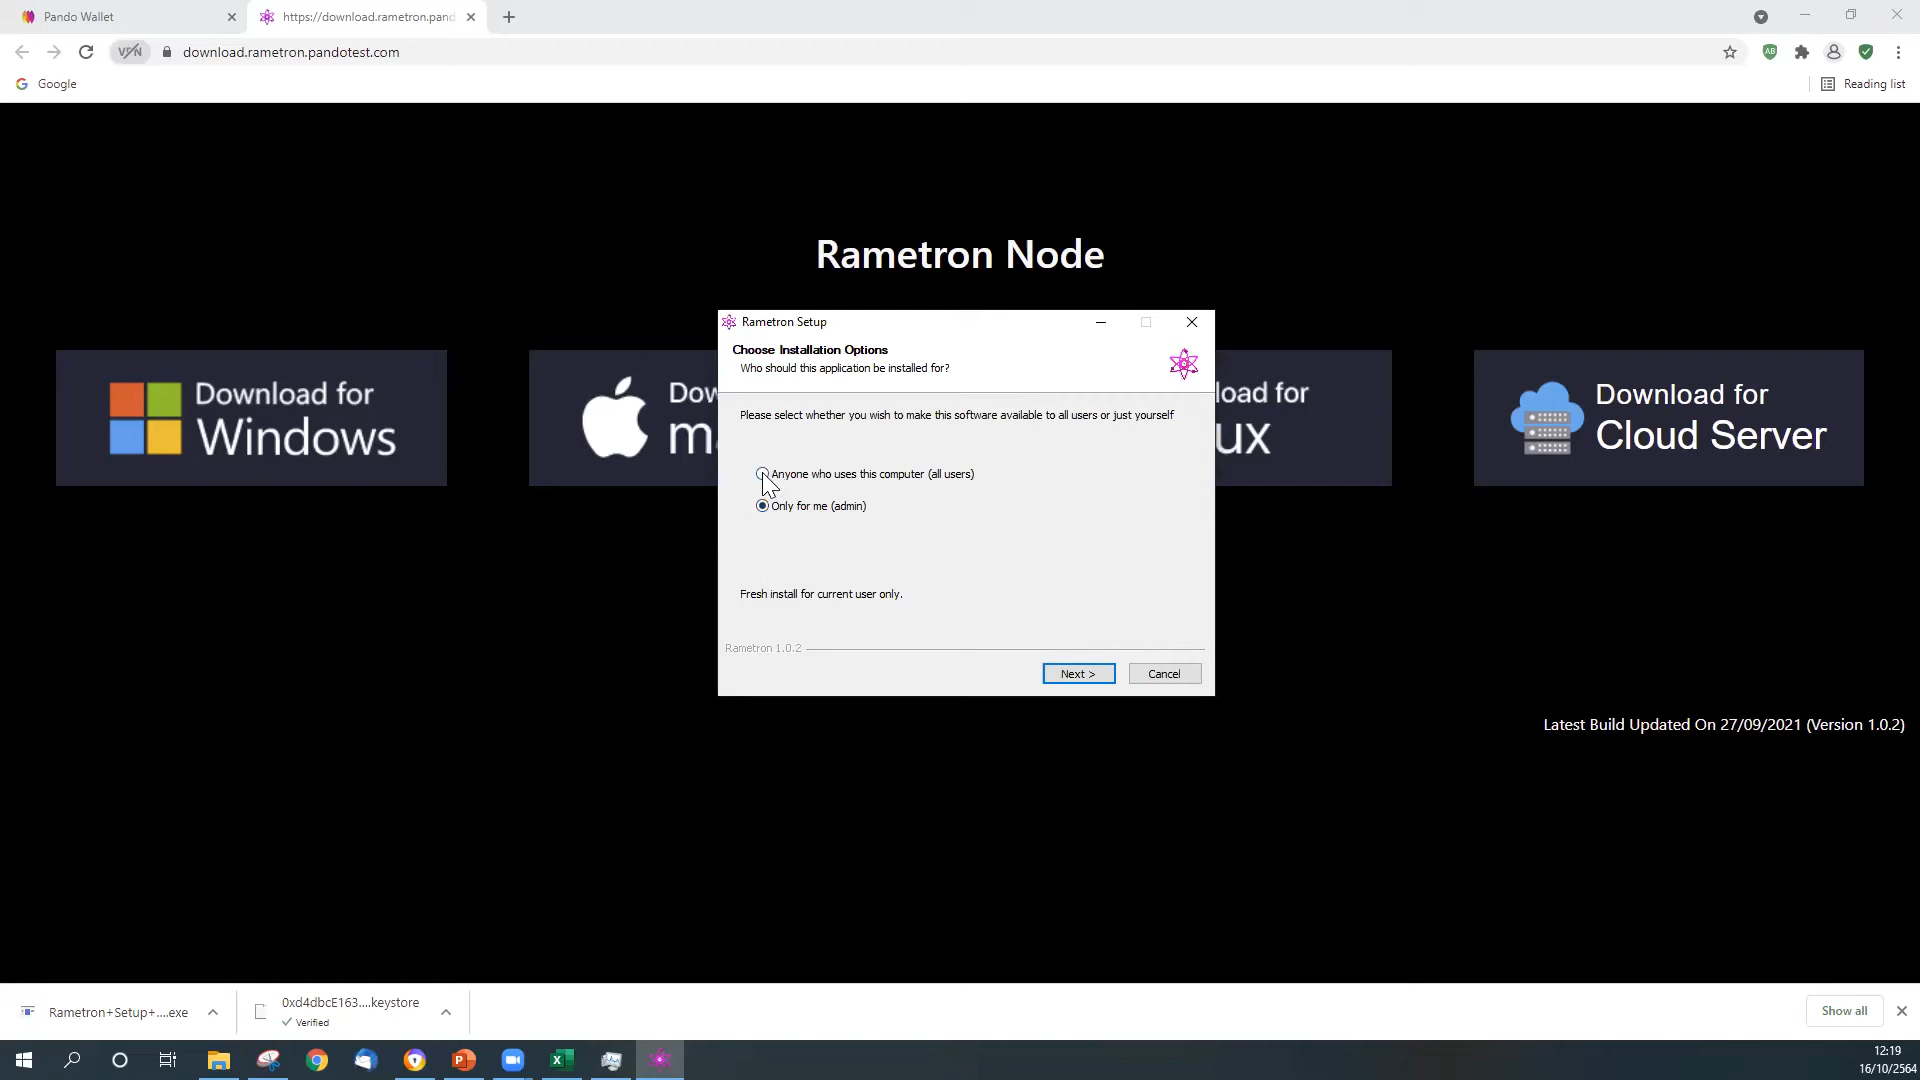 Pando Wallet
https://download.rametron.pand
VPN
download.rametron.pandotest.com
Google
Reading list
Rametron Node
Rametron Setup
Choose Installation Options
Who should this application be installed for?
Please select whether you wish to make this software available to all users or just yourself
Anyone who uses this computer (all users)
Only for me (admin)
Fresh install for current user only.
Rametron 1.0.2
Next >
Cancel
Download for
Windows
Dow
m
load for
ux
Download for
Cloud Server
Latest Build Updated On 27/09/2021 (Version 1.0.2)
Rametron+Setup+....exe
0xd4dbcE163....keystore
Verified
Show all
12:19
16/10/2564